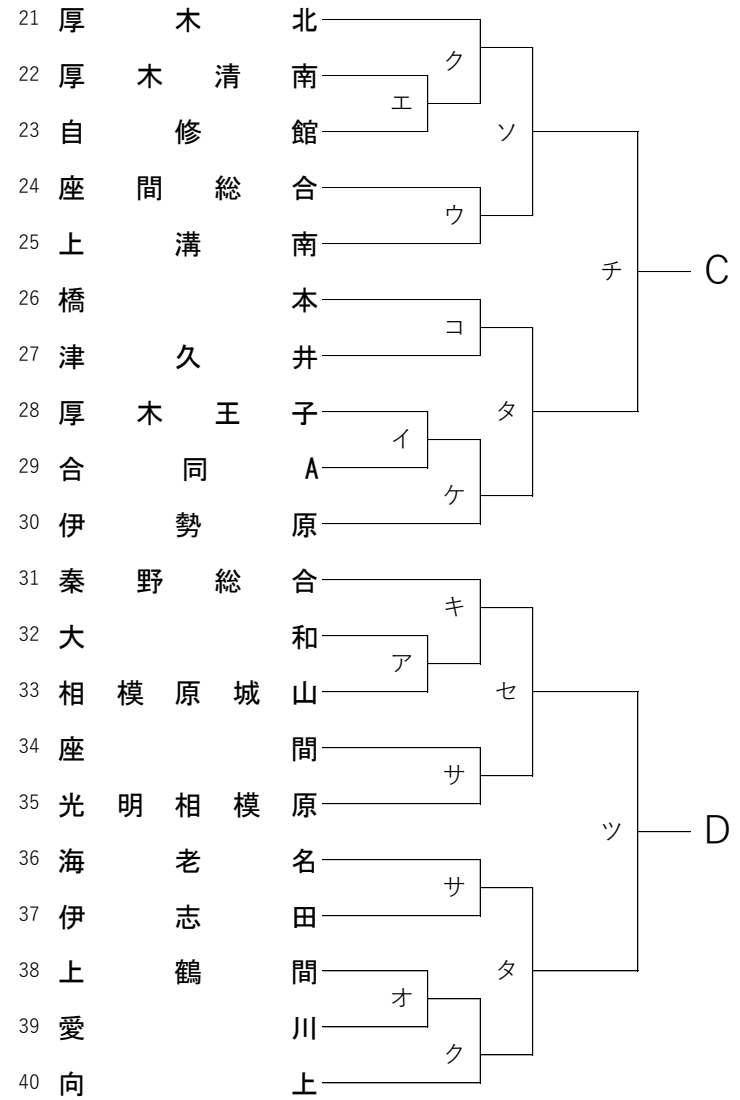 21 厚木北
ク
22 厚木清南
エ
23 自修館
ソ
24 座間総合
ウ
25 上溝南
チ C
26 橋本
コ
27 津久井
28 厚木王子
タ
イ
29 合同A
ケ
30 伊勢原
31 秦野総合
キ
32 大和
ア
33 相模原城山
セ
34 座間
サ
35 光明相模原
ツ D
36 海老名
サ
37 伊志田
38 上鶴間
タ
オ
39 愛川
ク
40 向上